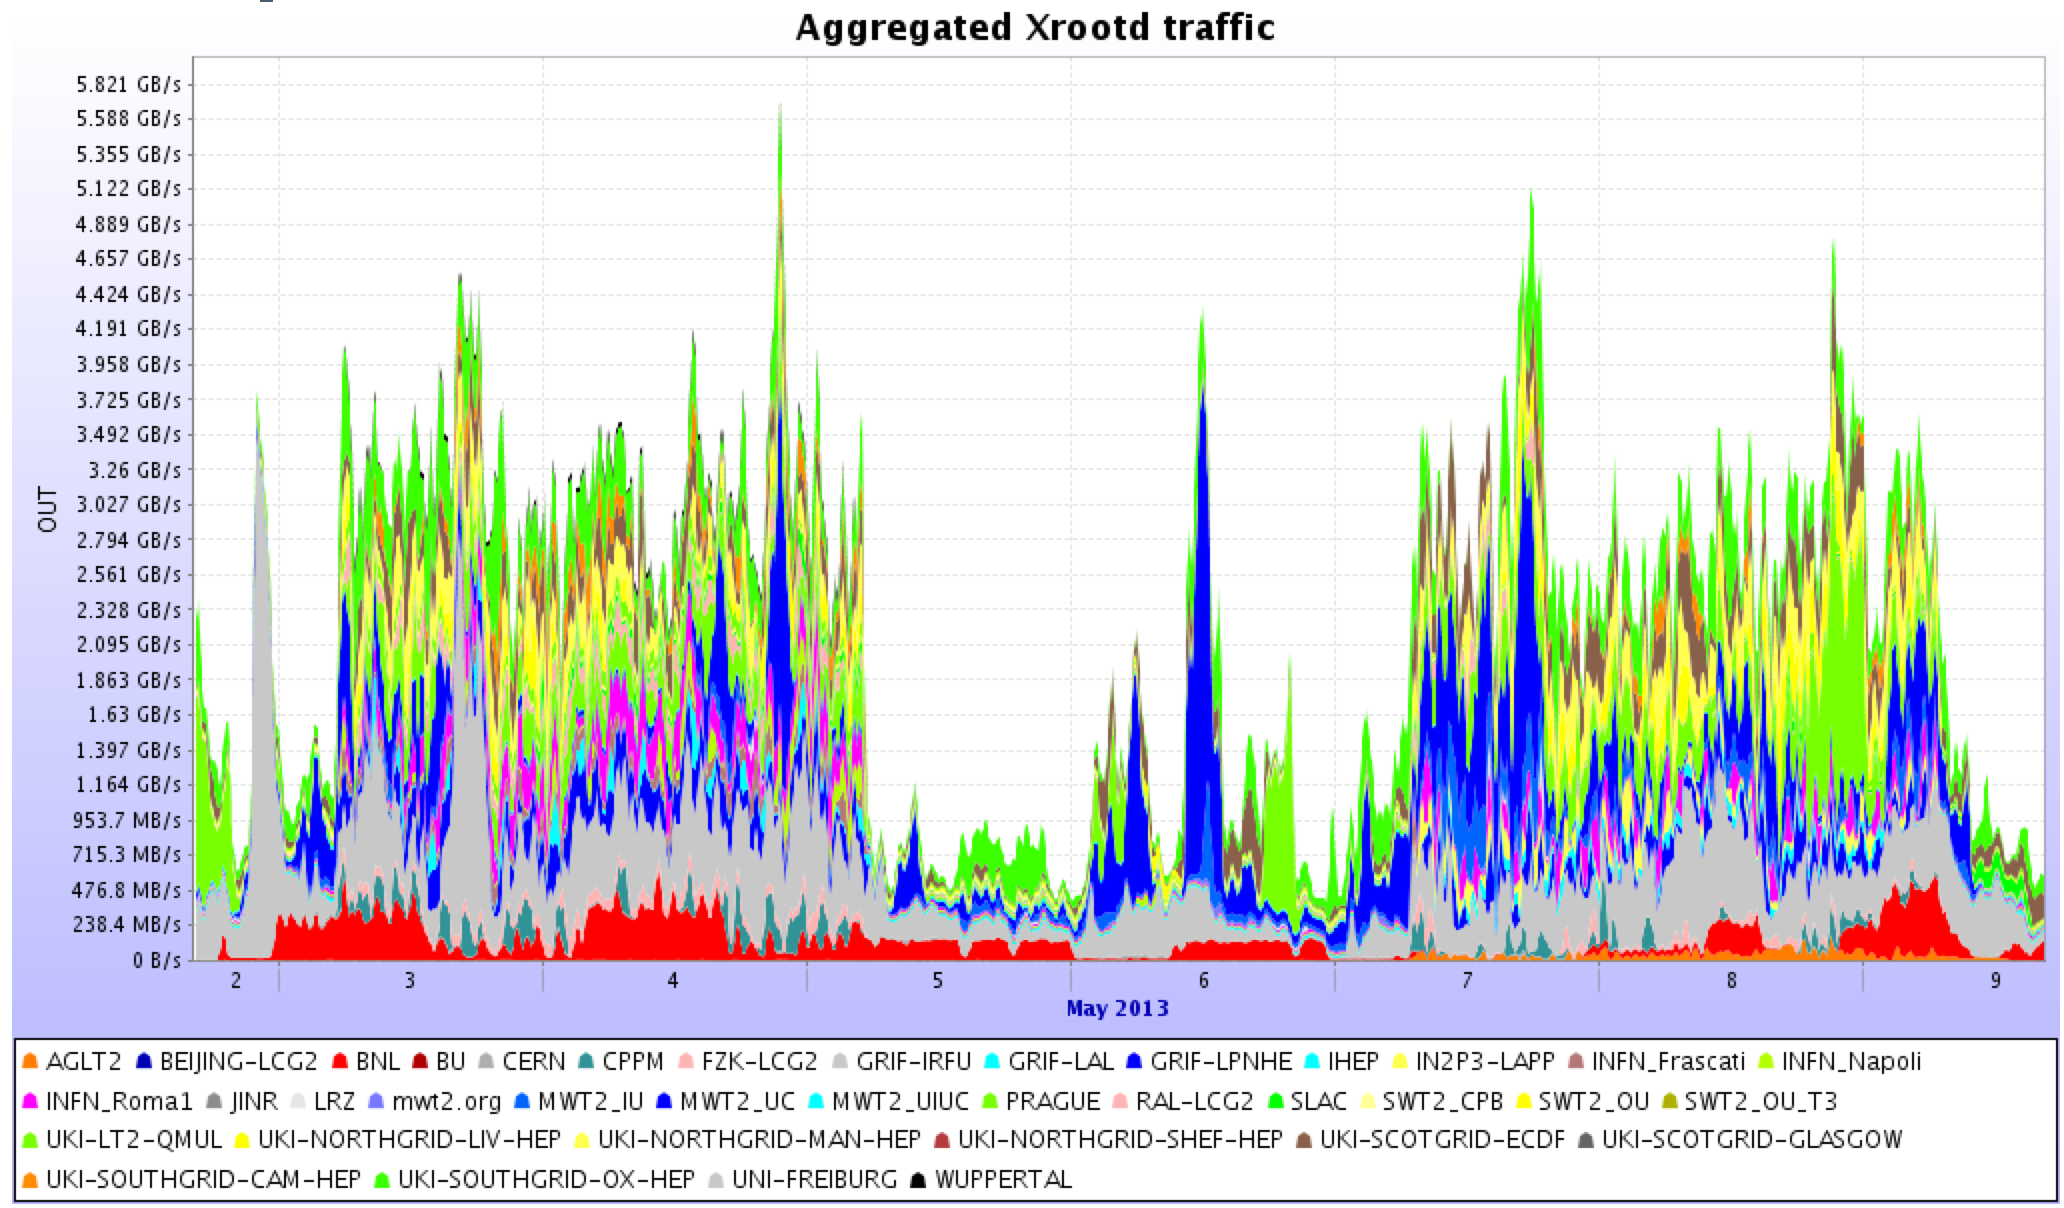 Aggregated Xrootd traffic
5.821 GB/s
5.588 GB/s
5.355 GB/s
5.122 GB/s
4.889 GB/s
4.657 GB/s
4.424 GB/s
4.191 GB/s
3.958 GB/s
3.725 GB/s
3.492 GB/s
3.26 GB/s
3.027 GB/s
2.794 GB/s
2.561 GB/s
2.328 GB/s
2.095 GB/s
1.863 GB/s
1.63 GB/s
1.397 GB/s
1.164 GB/s
953.7 MB/s
715.3 MB/s
476.8 MB/s
238.4 MB/s
0 B/s
OUT
2 3 4 5 6 7 8 9
May 2013
AGLT2 BEIJING-LCG2 BNL BU CERN CPPM FZK-LCG2 GRIF-IRFU GRIF-LAL GRIF-LPNHE IHEP IN2P3-LAPP INFN_Frascati INFN_Napoli
INFN_Roma1 JINR LRZ mwt2.org MWT2_IU MWT2_UC MWT2_UIUC PRAGUE RAL-LCG2 SLAC SWT2_CPB SWT2_OU SWT2_OU_T3
UKI-LT2-QMUL UKI-NORTHGRID-LIV-HEP UKI-NORTHGRID-MAN-HEP UKI-NORTHGRID-SHEF-HEP UKI-SCOTGRID-ECDF UKI-SCOTGRID-GLASGOW
UKI-SOUTHGRID-CAM-HEP UKI-SOUTHGRID-OX-HEP UNI-FREIBURG WUPPERTAL